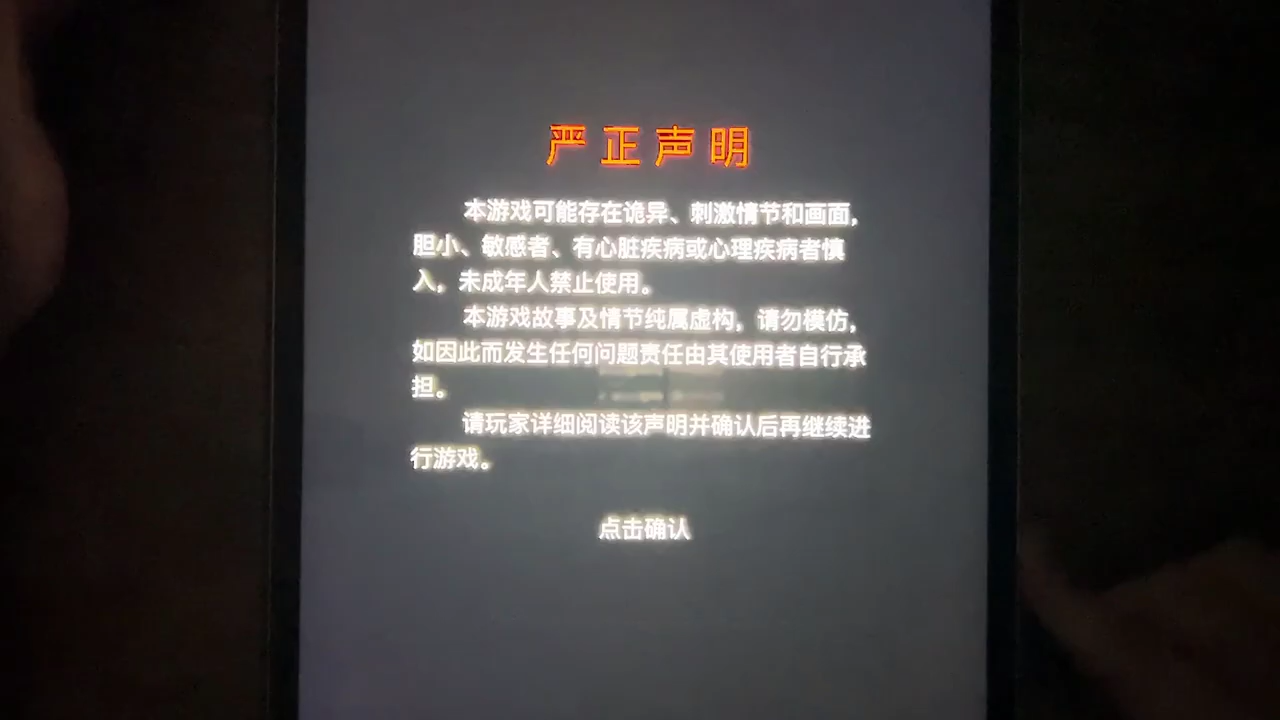 严正声明
本游戏可能存在诡异、刺激情节和画面，
胆小、敏感者、有心脏疾病或心理疾病者慎
入，未成年人禁止使用。
本游戏故事及情节纯属虚构，请勿模仿，
如因此而发生任何问题责任由其使用者自行承
担。
请玩家详细阅读该声明并确认后再继续进
行游戏。
点击确认